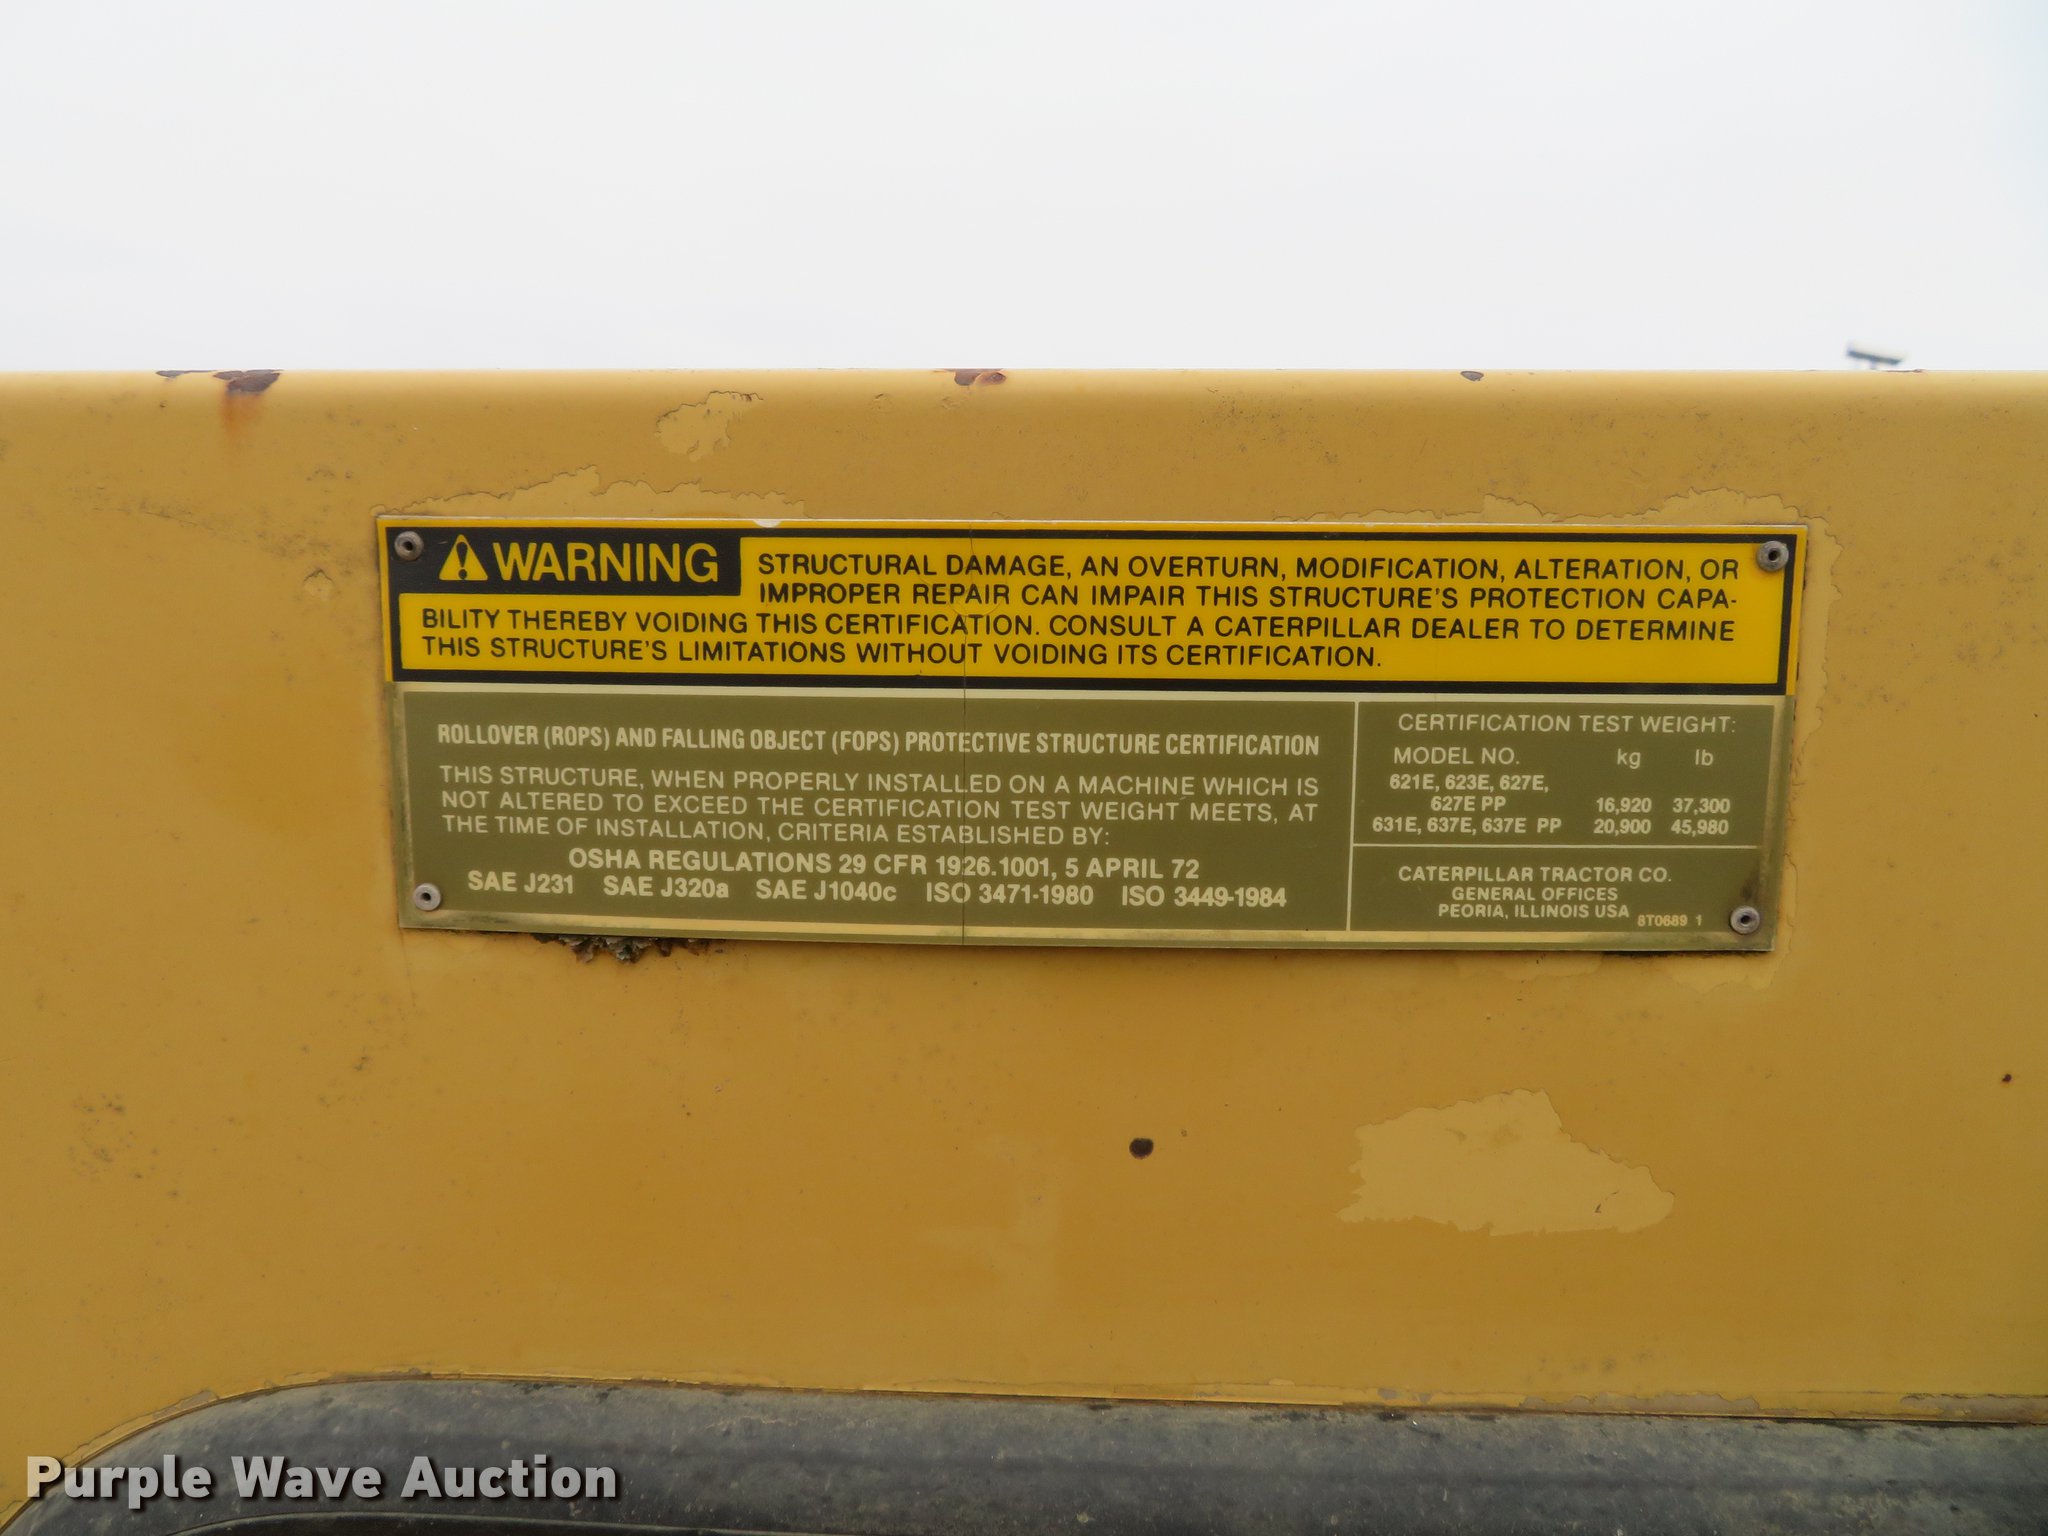 WARNING
STRUCTURAL DAMAGE, AN OVERTURN, MODIFICATION, ALTERATION, OR
IMPROPER REPAIR CAN IMPAIR THIS STRUCTURE'S PROTECTION CAPA-
BILITY THEREBY VOIDING THIS CERTIFICATION. CONSULT A CATERPILLAR DEALER TO DETERMINE
THIS STRUCTURE'S LIMITATIONS WITHOUT VOIDING ITS CERTIFICATION.
ROLLOVER (ROPS) AND FALLING OBJECT (FOPS) PROTECTIVE STRUCTURE CERTIFICATION
THIS STRUCTURE, WHEN PROPERLY INSTALLED ON A MACHINE WHICH IS
NOT ALTERED TO EXCEED THE CERTIFICATION TEST WEIGHT MEETS, AT
THE TIME OF INSTALLATION, CRITERIA ESTABLISHED BY:
OSHA REGULATIONS 29 CFR 1926.1001, 5 APRIL 72
SAE J231 SAE J320a SAE J1040c ISO 3471-1980 ISO 3449-1984
CERTIFICATION TEST WEIGHT:
MODEL NO. kg lb
621E, 623E, 627E,
627E PP 16,920 37,300
631E, 637E, 637E PP 20,900 45,980
CATERPILLAR TRACTOR CO.
GENERAL OFFICES
PEORIA, ILLINOIS USA
8T0689 1
Purple Wave Auction